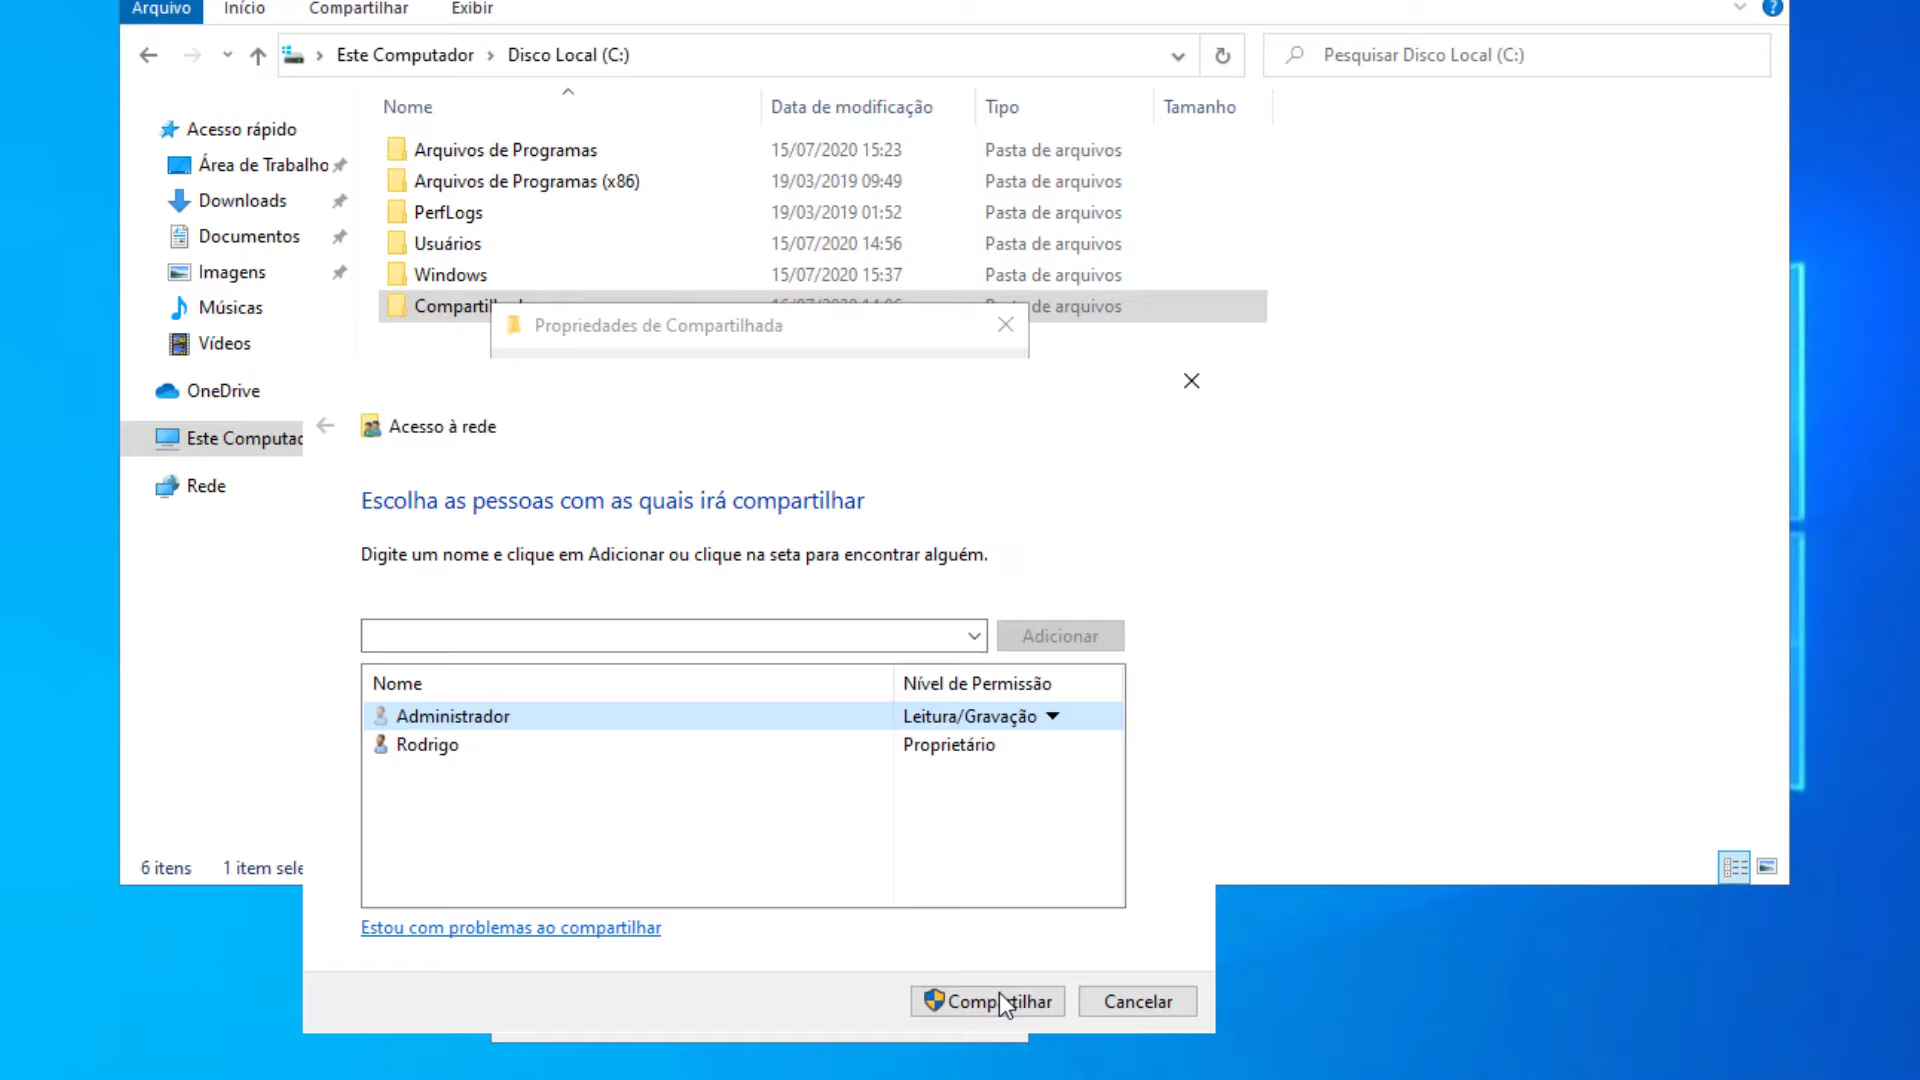 Arquivo Início Compartilhar Exibir
Este Computador > Disco Local (C:)
Pesquisar Disco Local (C:)
Nome Data de modificação Tipo Tamanho
Acesso rápido
Área de Trabalho
Downloads
Documentos
Imagens
Músicas
Vídeos
OneDrive
Este Computad
Rede
Arquivos de Programas 15/07/2020 15:23 Pasta de arquivos
Arquivos de Programas (x86) 19/03/2019 09:49 Pasta de arquivos
PerfLogs 19/03/2019 01:52 Pasta de arquivos
Usuários 15/07/2020 14:56 Pasta de arquivos
Windows 15/07/2020 15:37 Pasta de arquivos
de arquivos
Propriedades de Compartilhada
Acesso à rede
Escolha as pessoas com as quais irá compartilhar
Digite um nome e clique em Adicionar ou clique na seta para encontrar alguém.
Adicionar
Nome Nível de Permissão
Administrador Leitura/Gravação
Rodrigo Proprietário
Estou com problemas ao compartilhar
Compartilhar Cancelar
6 itens 1 item sele